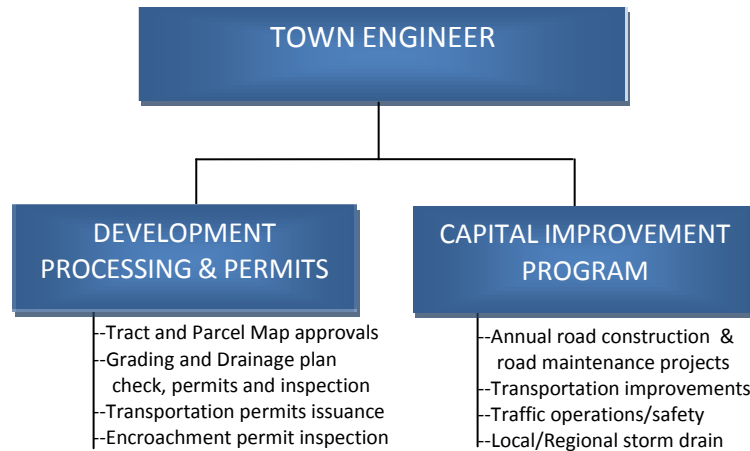 TOWN ENGINEER
DEVELOPMENT
PROCESSING & PERMITS
--Tract and Parcel Map approvals
--Grading and Drainage plan
check, permits and inspection
--Transportation permits issuance
--Encroachment permit inspection
CAPITAL IMPROVEMENT
PROGRAM
--Annual road construction &
road maintenance projects
--Transportation improvements
--Traffic operations/safety
--Local/Regional storm drain